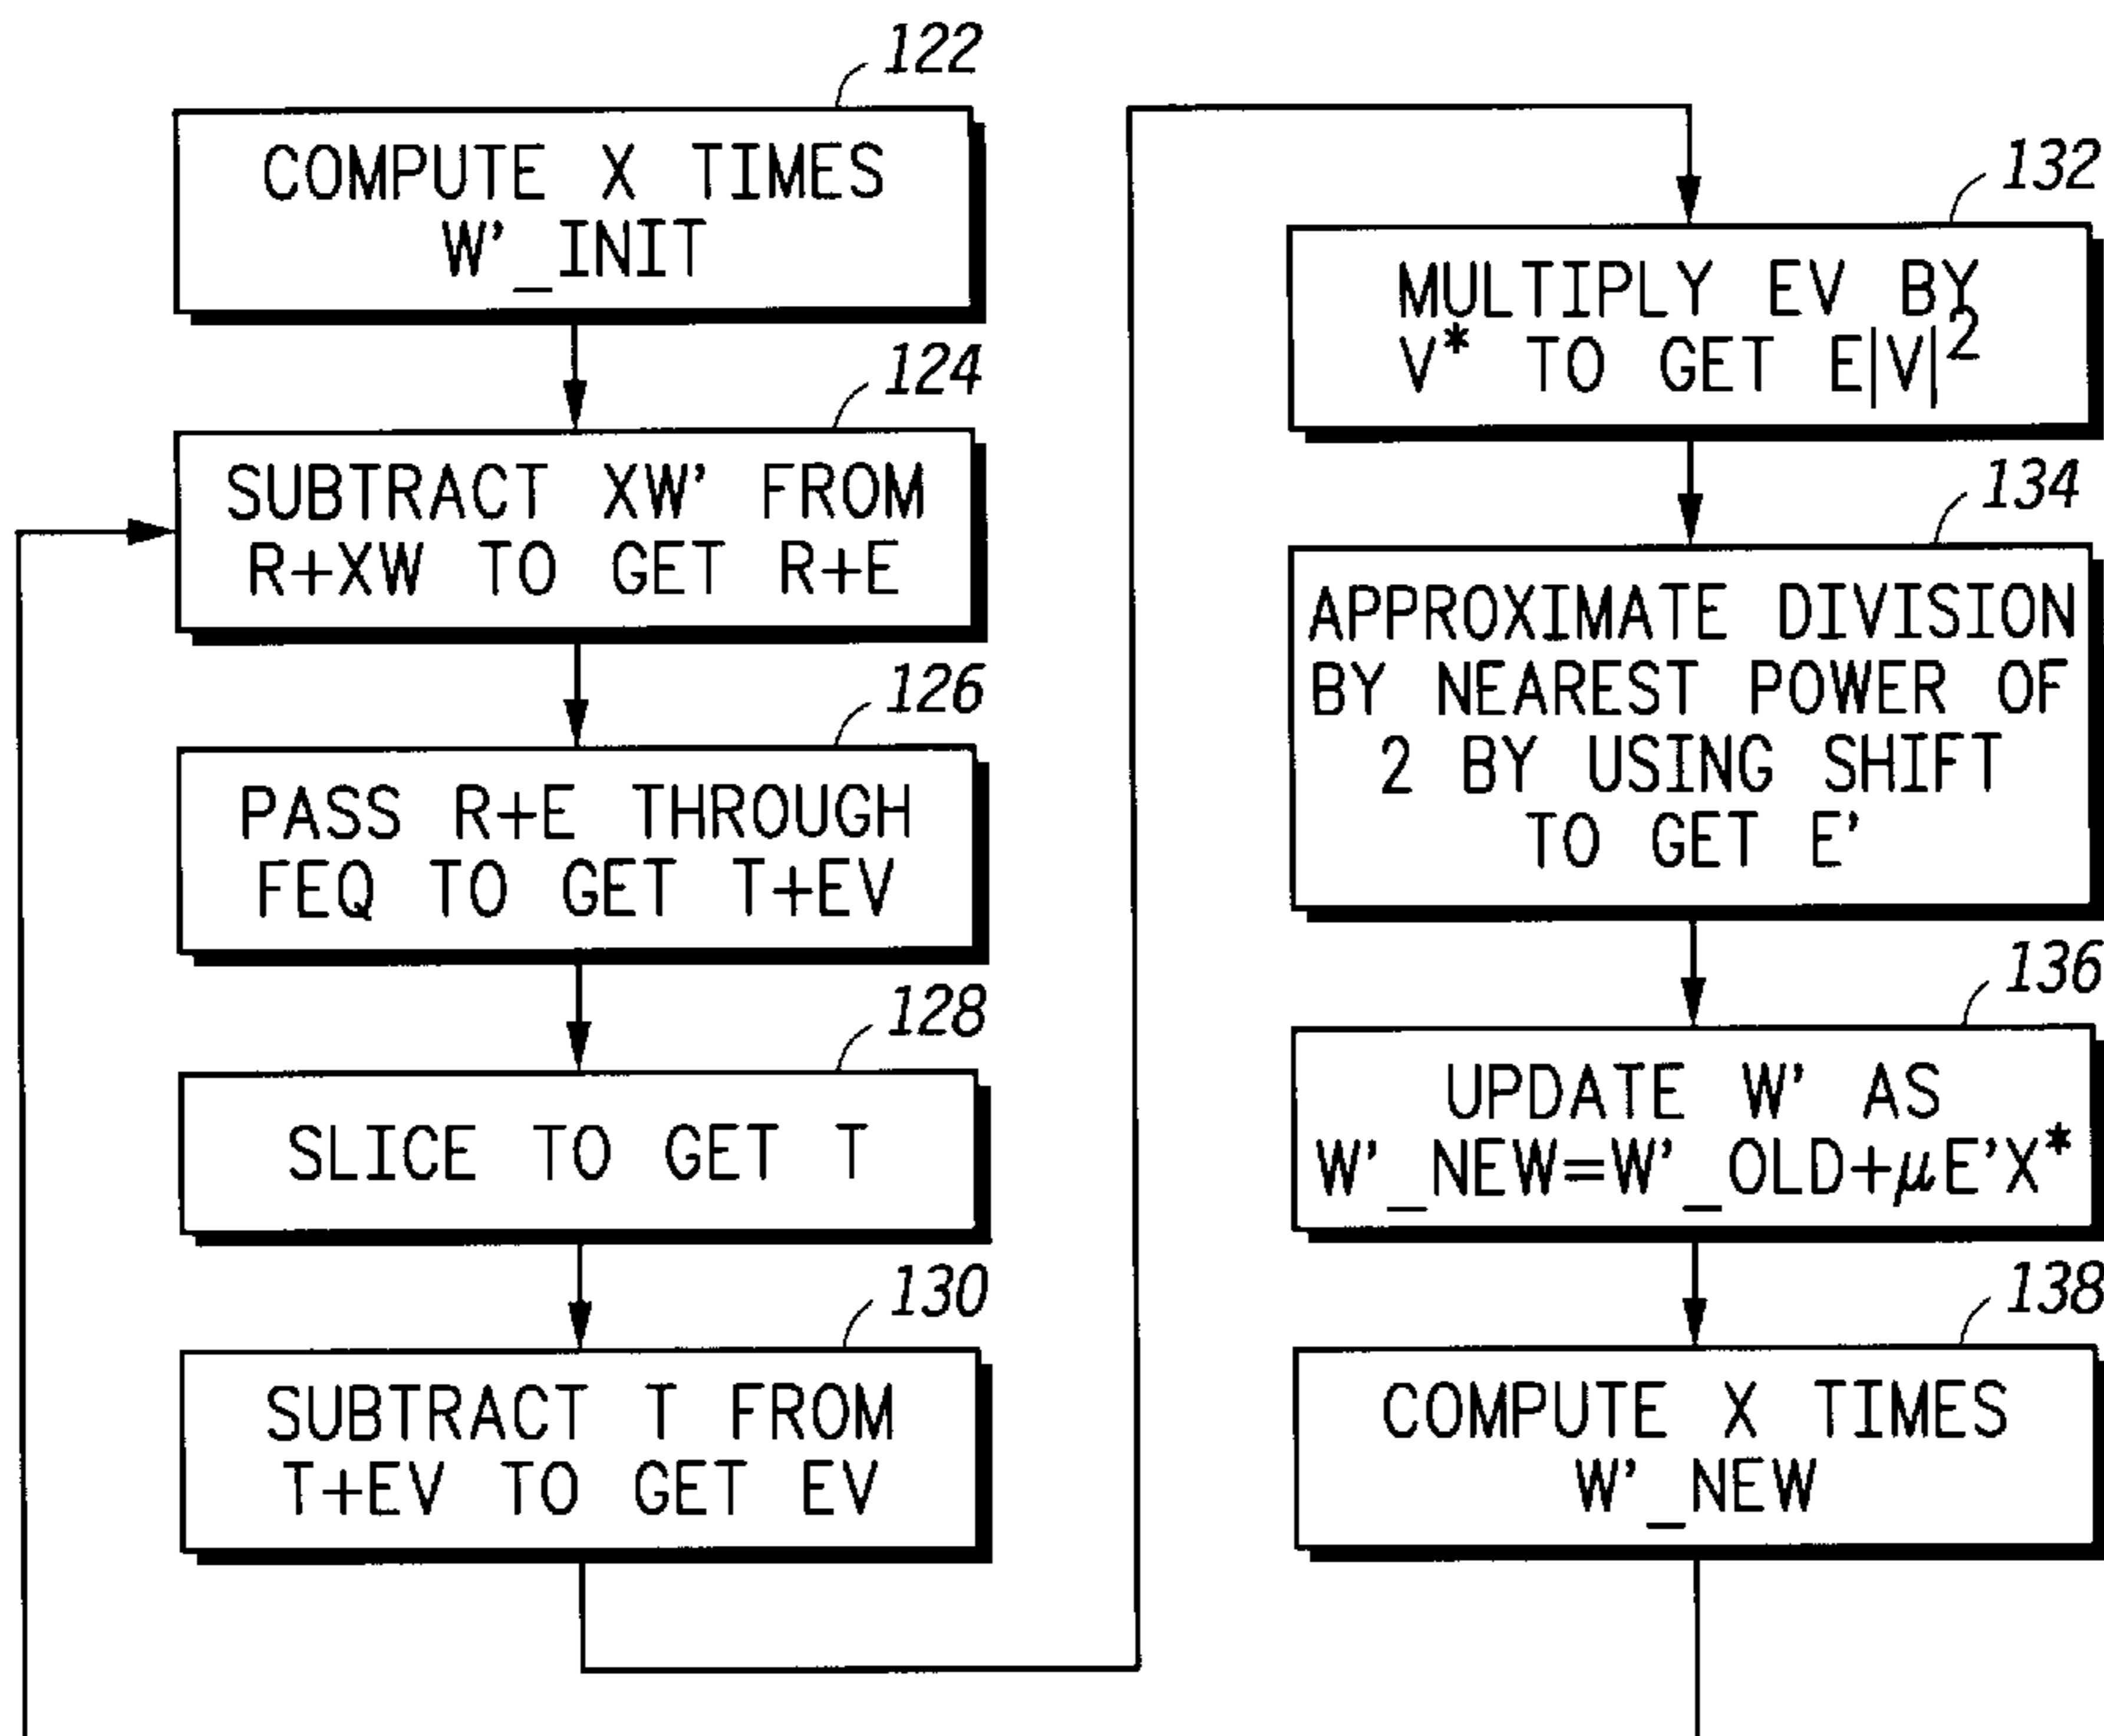 122
COMPUTE X TIMES
W'_INIT
124
SUBTRACT XW' FROM
R+XW TO GET R+E
126
PASS R+E THROUGH
FEQ TO GET T+EV
128
SLICE TO GET T
130
SUBTRACT T FROM
T+EV TO GET EV
132
MULTIPLY EV BY
V* TO GET E|V|²
134
APPROXIMATE DIVISION
BY NEAREST POWER OF
2 BY USING SHIFT
TO GET E'
136
UPDATE W' AS
W'_NEW=W'_OLD+μE'X*
138
COMPUTE X TIMES
W'_NEW